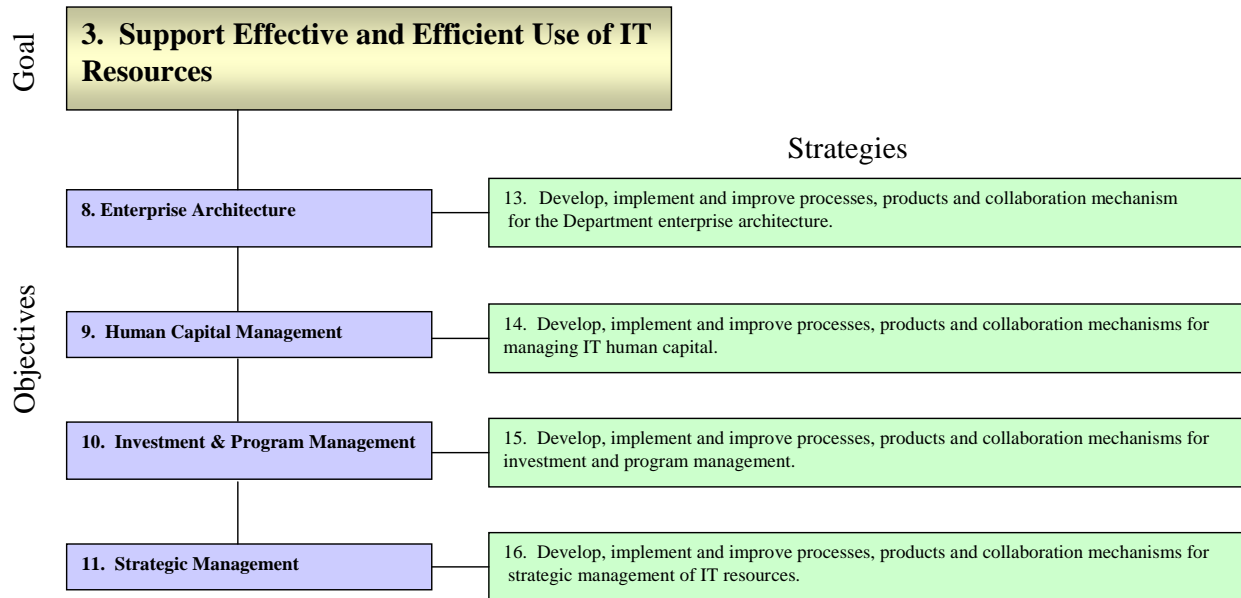 Goal
3. Support Effective and Efficient Use of IT
Resources
Strategies
Objectives
8. Enterprise Architecture
13. Develop, implement and improve processes, products and collaboration mechanism
for the Department enterprise architecture.
9. Human Capital Management
14. Develop, implement and improve processes, products and collaboration mechanisms for
managing IT human capital.
10. Investment & Program Management
15. Develop, implement and improve processes, products and collaboration mechanisms for
investment and program management.
11. Strategic Management
16. Develop, implement and improve processes, products and collaboration mechanisms for
strategic management of IT resources.